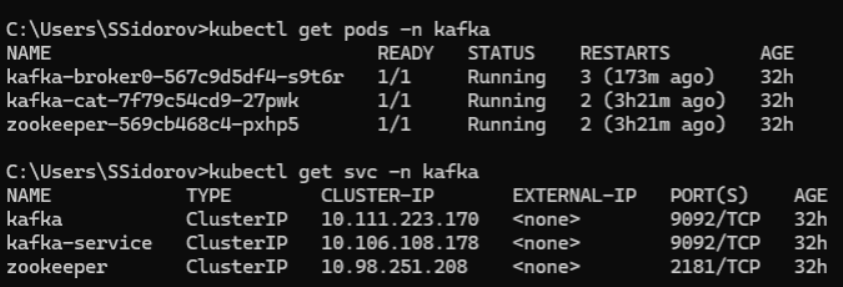 C:\Users\SSidorov>kubectl get pods -n kafka
NAME READY STATUS RESTARTS AGE
kafka-broker0-567c9d5df4-s9t6r 1/1 Running 3 (173m ago) 32h
kafka-cat-7f79c54cd9-27pwk 1/1 Running 2 (3h21m ago) 32h
zookeeper-569cb468c4-pxhp5 1/1 Running 2 (3h21m ago) 32h
C:\Users\SSidorov>kubectl get svc -n kafka
NAME TYPE CLUSTER-IP EXTERNAL-IP PORT(S) AGE
kafka ClusterIP 10.111.223.170 <none> 9092/TCP 32h
kafka-service ClusterIP 10.106.108.178 <none> 9092/TCP 32h
zookeeper ClusterIP 10.98.251.208 <none> 2181/TCP 32h